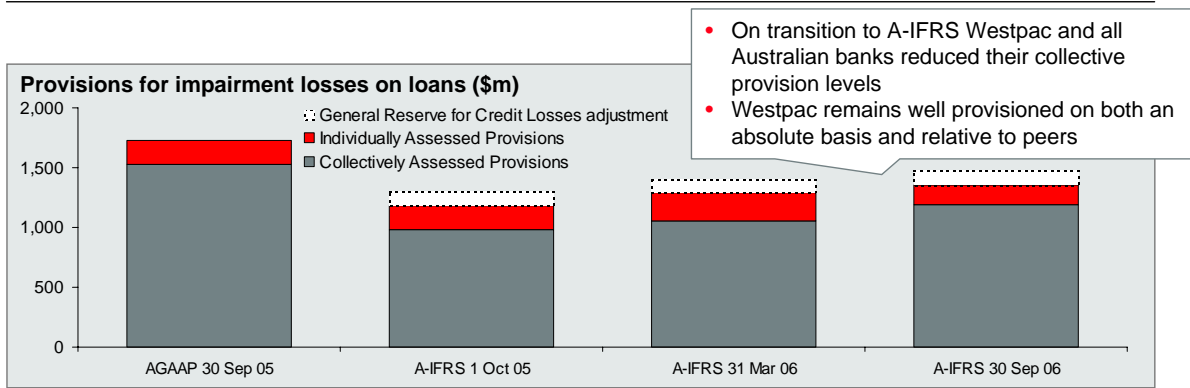 • On transition to A-IFRS Westpac and all
Australian banks reduced their collective
provision levels
• Westpac remains well provisioned on both an
absolute basis and relative to peers
Provisions for impairment losses on loans ($m)
2,000
1,500
1,000
500
0
General Reserve for Credit Losses adjustment
Individually Assessed Provisions
Collectively Assessed Provisions
AGAAP 30 Sep 05
A-IFRS 1 Oct 05
A-IFRS 31 Mar 06
A-IFRS 30 Sep 06